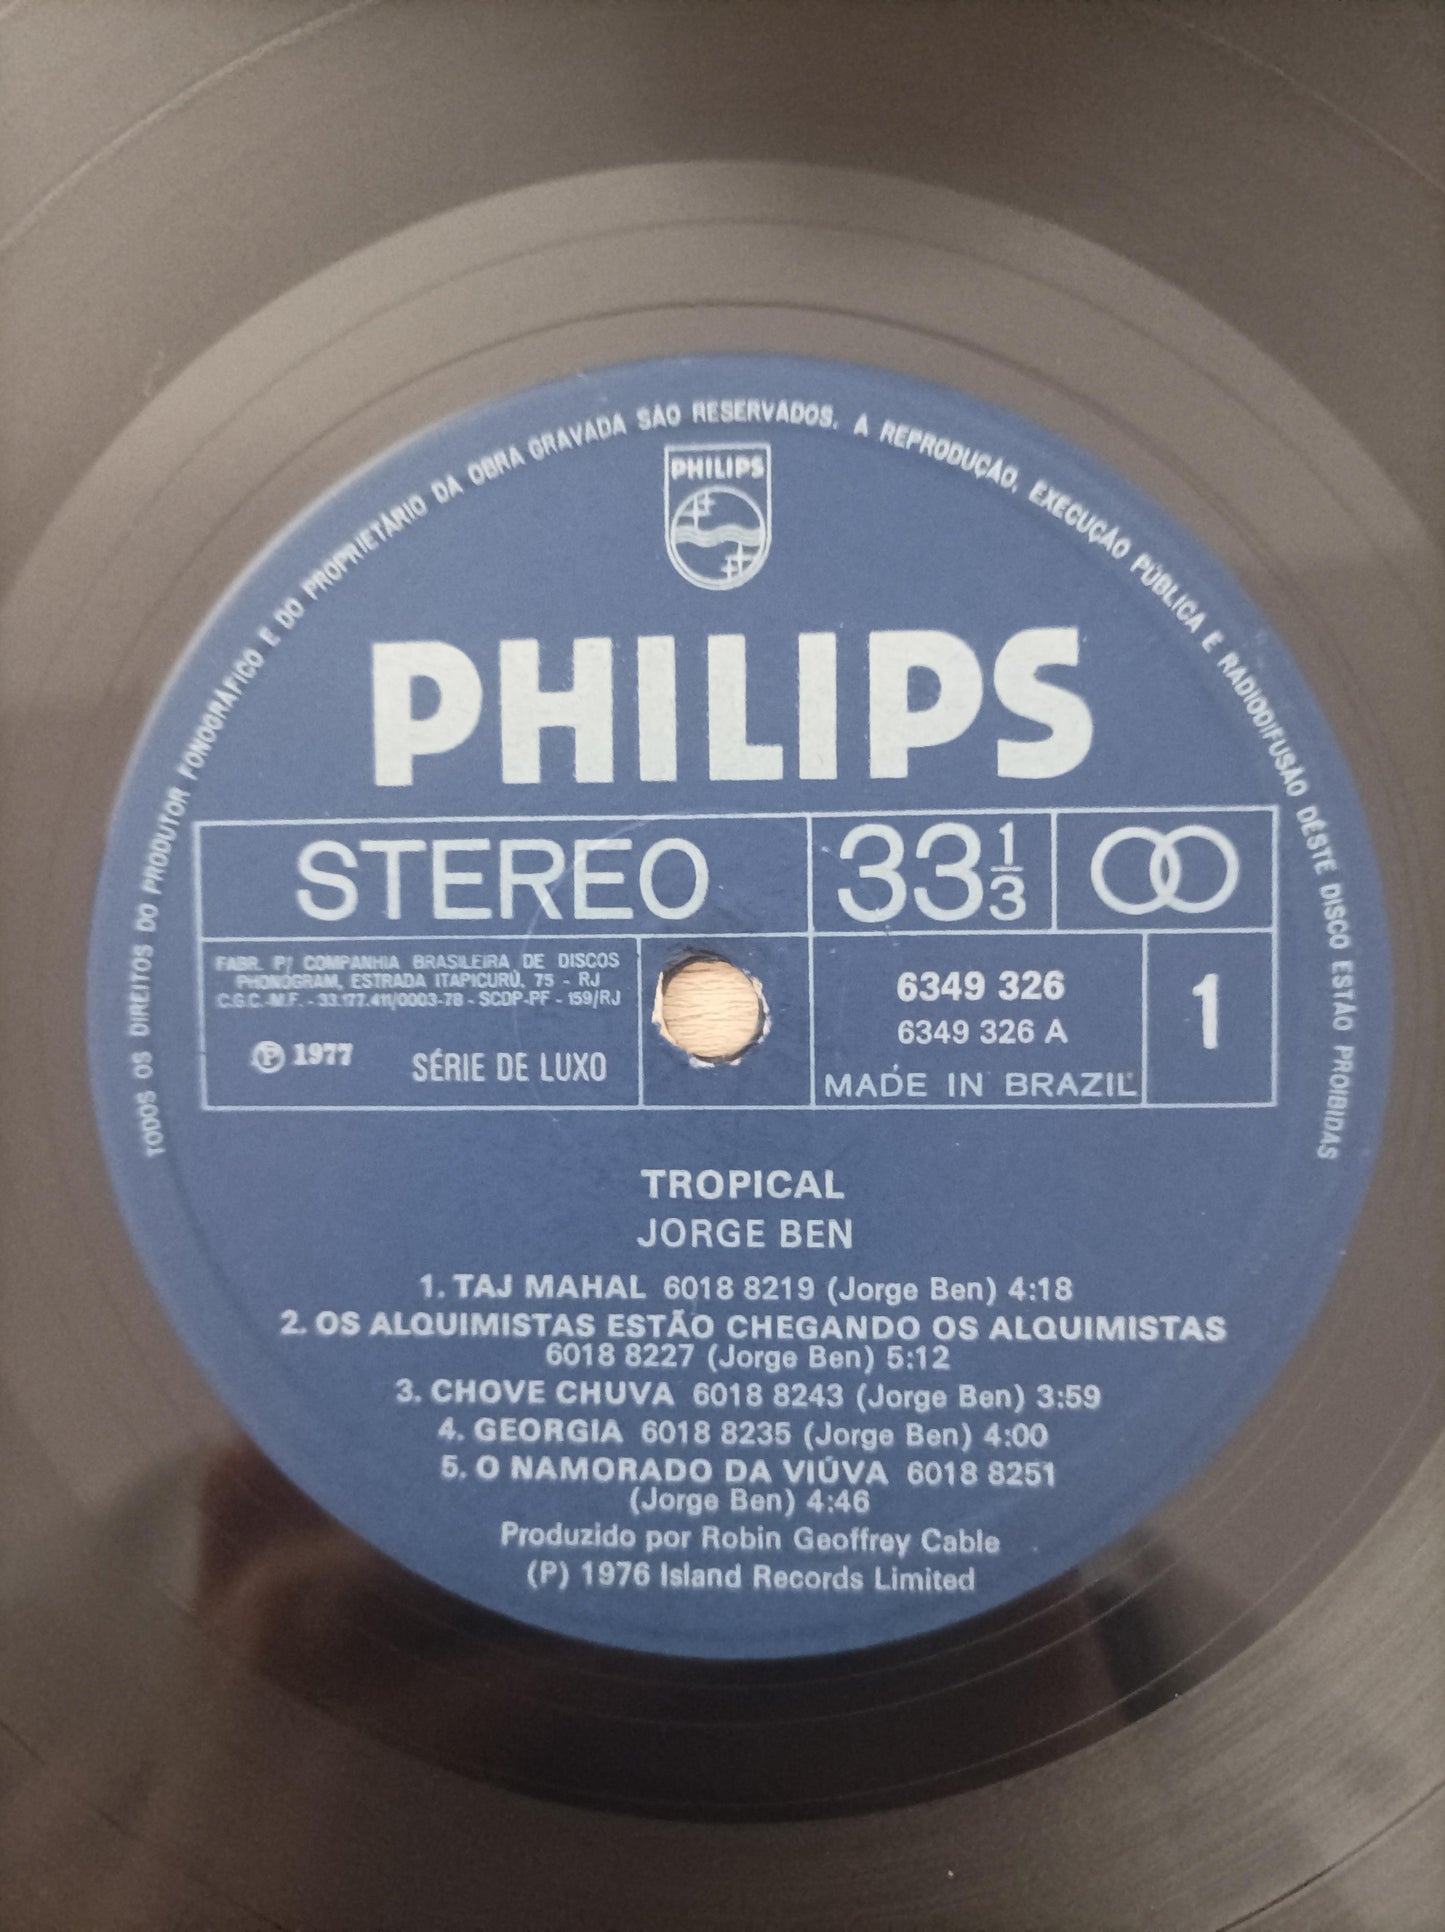 TODOS OS DIREITOS DO PRODUTOR FONOGRÁFICO E DO PROPRIETÁRIO DA OBRA GRAVADA SÃO RESERVADOS. A REPRODUÇÃO, EXECUÇÃO PÚBLICA E RADIODIFUSÃO DÊSTE DISCO ESTÃO PROIBIDAS
PHILIPS
PHILIPS
STEREO
33 1/3
FABR. P/ COMPANHIA BRASILEIRA DE DISCOS
PHONOGRAM, ESTRADA ITAPICURÚ, 75 - RJ
C.G.C.-M.F. - 33.177.411/0003-78 - SCDP-PF - 159/RJ
Ⓟ 1977 SÉRIE DE LUXO
6349 326
6349 326 A
MADE IN BRAZIL
1
TROPICAL
JORGE BEN
1. TAJ MAHAL 6018 8219 (Jorge Ben) 4:18
2. OS ALQUIMISTAS ESTÃO CHEGANDO OS ALQUIMISTAS
6018 8227 (Jorge Ben) 5:12
3. CHOVE CHUVA 6018 8243 (Jorge Ben) 3:59
4. GEORGIA 6018 8235 (Jorge Ben) 4:00
5. O NAMORADO DA VIÚVA 6018 8251
(Jorge Ben) 4:46
Produzido por Robin Geoffrey Cable
(P) 1976 Island Records Limited